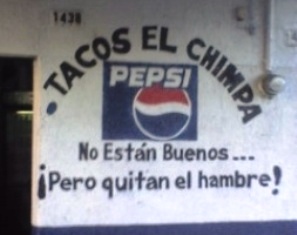 1438
TACOS EL CHIMPA
PEPSI
No Están Buenos...
¡Pero quitan el hambre!